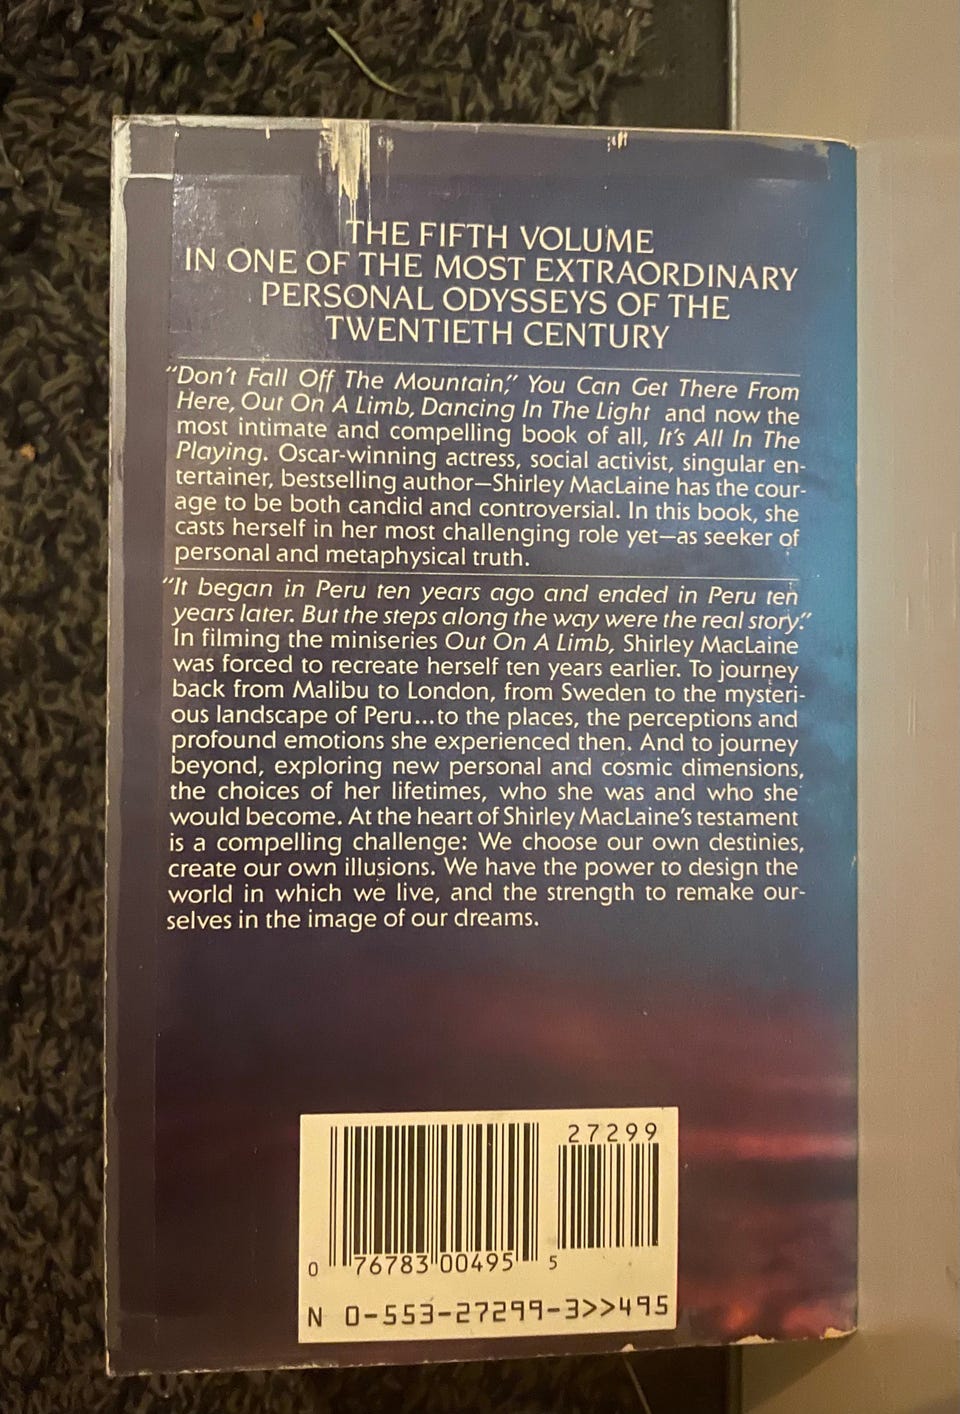 THE FIFTH VOLUME
IN ONE OF THE MOST EXTRAORDINARY
PERSONAL ODYSSEYS OF THE
TWENTIETH CENTURY
"Don't Fall Off The Mountain," You Can Get There From
Here, Out On A Limb, Dancing In The Light and now the
most intimate and compelling book of all, It's All In The
Playing. Oscar-winning actress, social activist, singular en-
tertainer, bestselling author—Shirley MacLaine has the cour-
age to be both candid and controversial. In this book, she
casts herself in her most challenging role yet—as seeker of
personal and metaphysical truth.
"It began in Peru ten years ago and ended in Peru ten
years later. But the steps along the way were the real story."
In filming the miniseries Out On A Limb, Shirley MacLaine
was forced to recreate herself ten years earlier. To journey
back from Malibu to London, from Sweden to the mysteri-
ous landscape of Peru...to the places, the perceptions and
profound emotions she experienced then. And to journey
beyond, exploring new personal and cosmic dimensions,
the choices of her lifetimes, who she was and who she
would become. At the heart of Shirley MacLaine's testament
is a compelling challenge: We choose our own destinies,
create our own illusions. We have the power to design the
world in which we live, and the strength to remake our-
selves in the image of our dreams.
27299
0 76783 00495 5
N 0-553-27299-3>>495